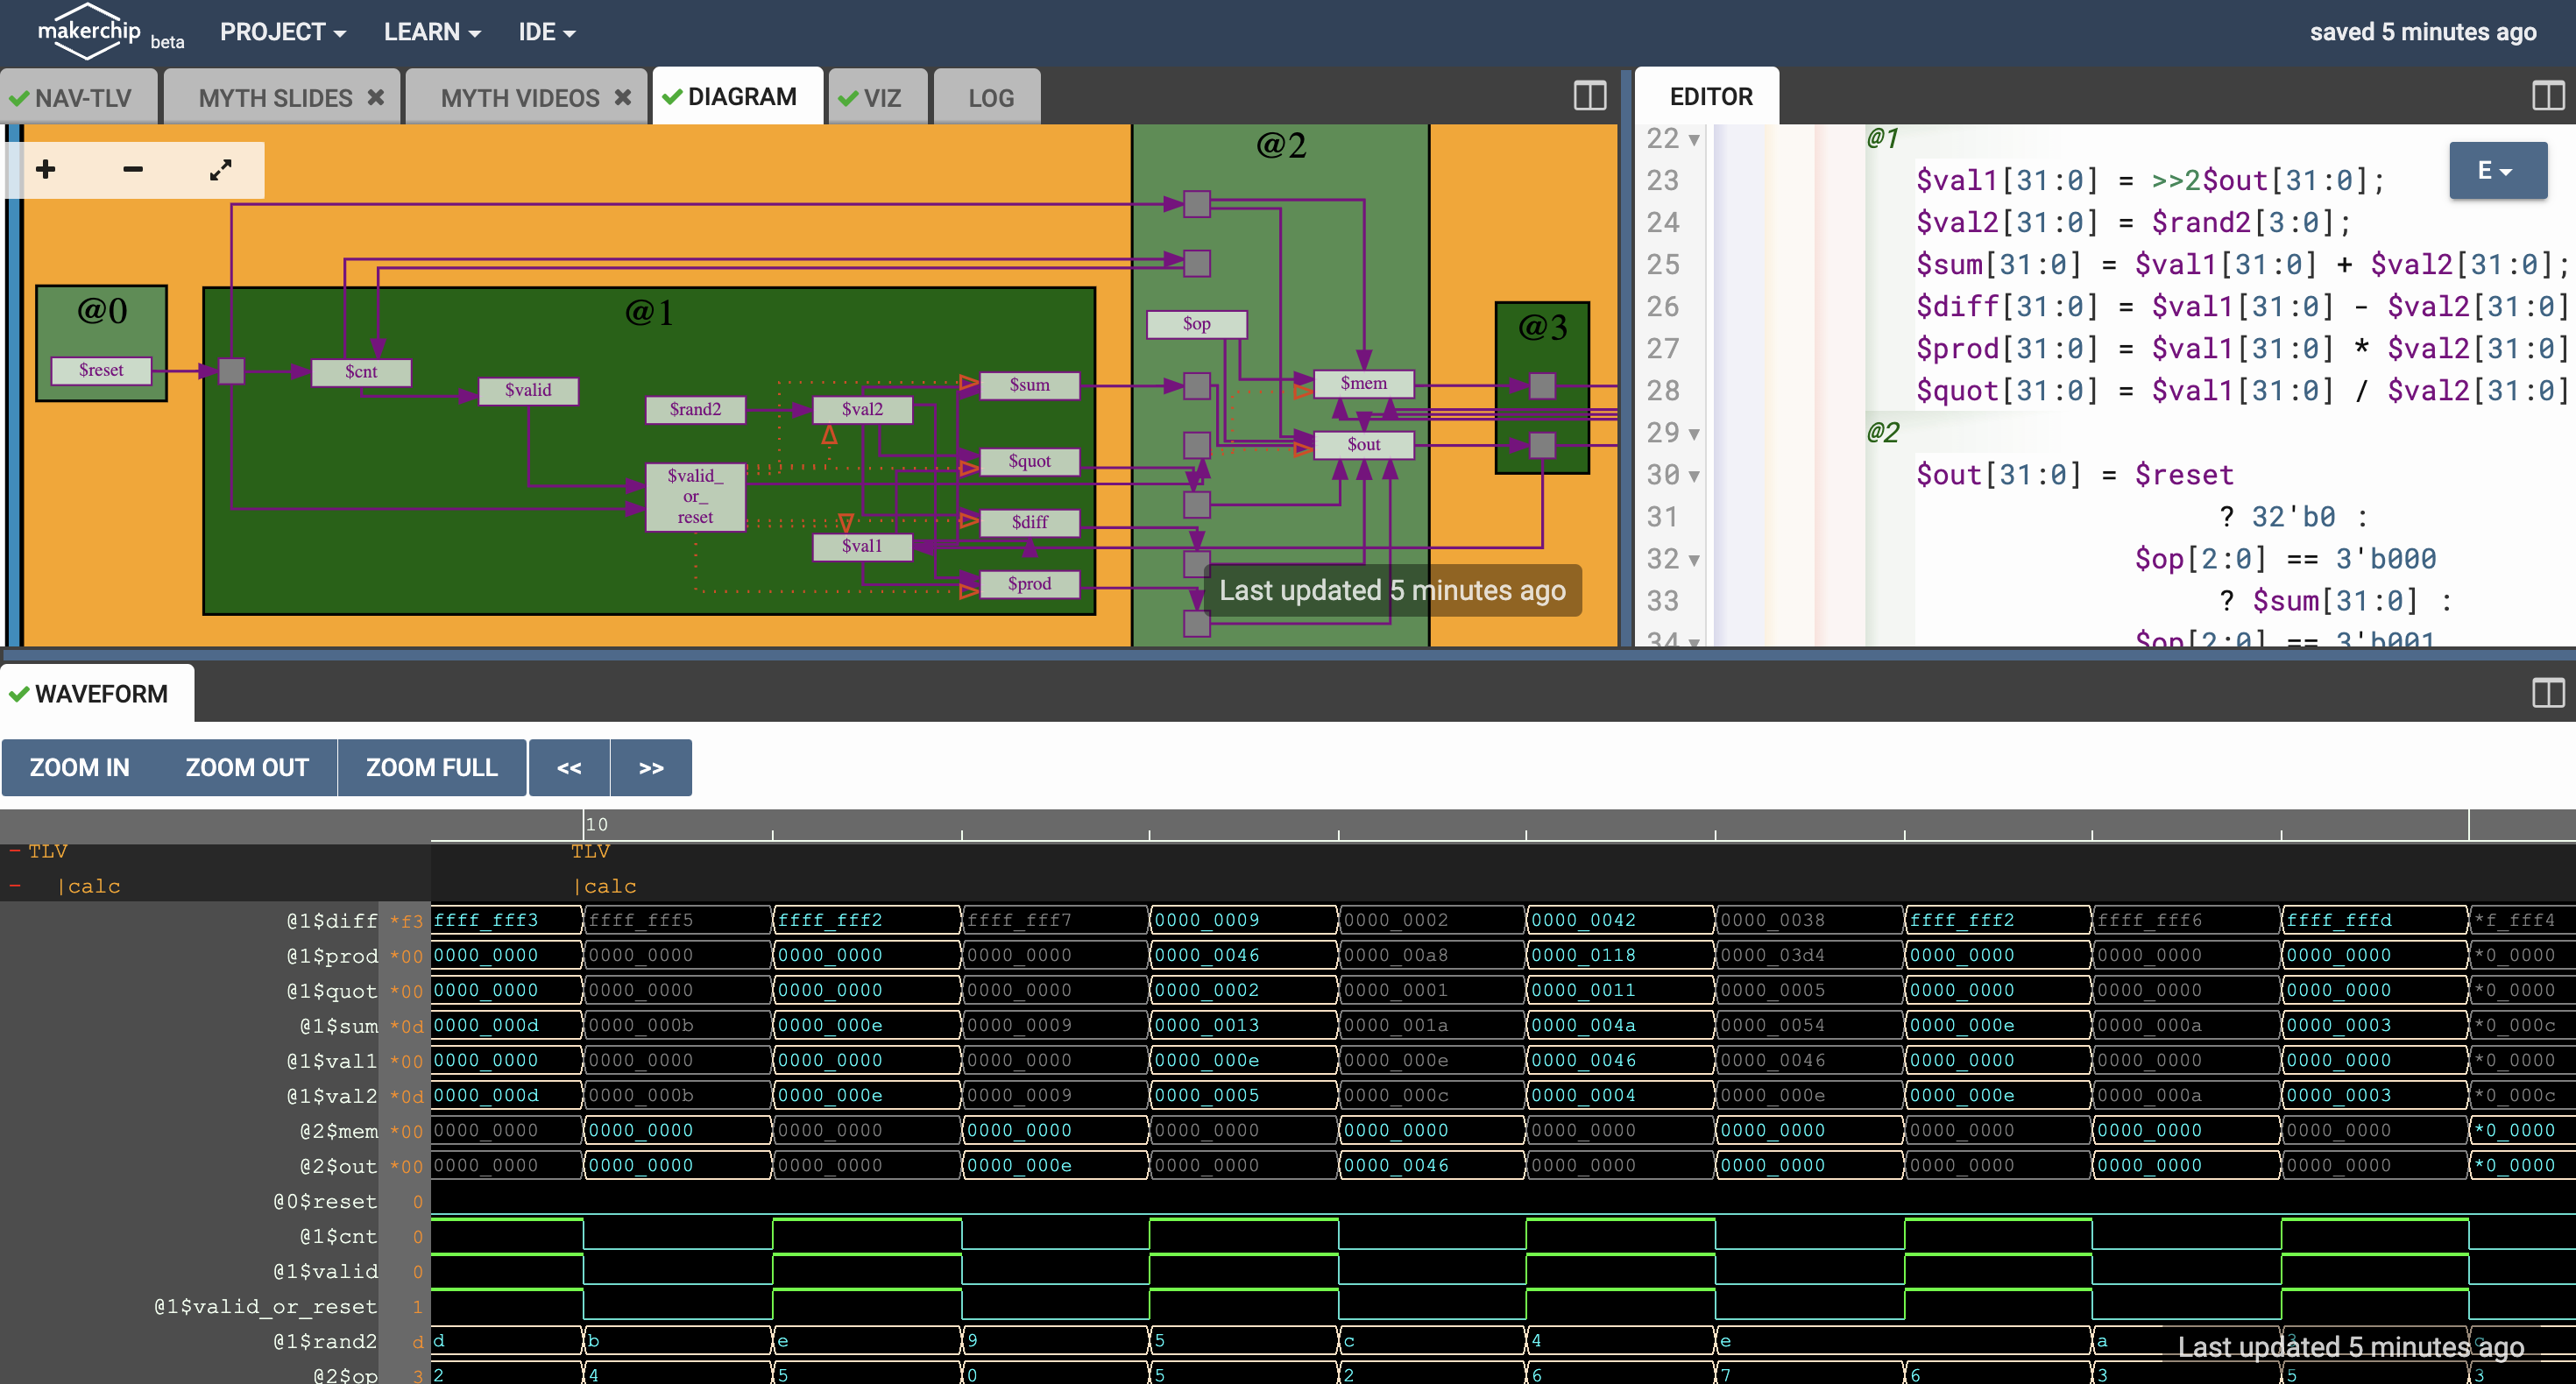 makerchip beta PROJECT LEARN IDE saved 5 minutes ago
NAV-TLV MYTH SLIDES MYTH VIDEOS DIAGRAM VIZ LOG
+ − 
@0
$reset
@1
$cnt
$valid
$rand2
$valid_
or_
reset
$val2
$val1
$sum
$quot
$diff
$prod
@2
$op
$mem
$out
@3
Last updated 5 minutes ago
EDITOR
E
22 @1
23 $val1[31:0] = >>2$out[31:0];
24 $val2[31:0] = $rand2[3:0];
25 $sum[31:0] = $val1[31:0] + $val2[31:0];
26 $diff[31:0] = $val1[31:0] - $val2[31:0]
27 $prod[31:0] = $val1[31:0] * $val2[31:0]
28 $quot[31:0] = $val1[31:0] / $val2[31:0]
29 @2
30 $out[31:0] = $reset
31 ? 32'b0 :
32 $op[2:0] == 3'b000
33 ? $sum[31:0] :
34 $op[2:0] == 3'b001
WAVEFORM
ZOOM IN ZOOM OUT ZOOM FULL << >>
10
TLV TLV
|calc |calc
@1$diff *f3 ffff_fff3 ffff_fff5 ffff_fff2 ffff_fff7 0000_0009 0000_0002 0000_0042 0000_0038 ffff_fff2 ffff_fff6 ffff_fffd *f_fff4
@1$prod *00 0000_0000 0000_0000 0000_0000 0000_0000 0000_0046 0000_00a8 0000_0118 0000_03d4 0000_0000 0000_0000 0000_0000 *0_0000
@1$quot *00 0000_0000 0000_0000 0000_0000 0000_0000 0000_0002 0000_0001 0000_0011 0000_0005 0000_0000 0000_0000 0000_0000 *0_0000
@1$sum *0d 0000_000d 0000_000b 0000_000e 0000_0009 0000_0013 0000_001a 0000_004a 0000_0054 0000_000e 0000_000a 0000_0003 *0_000c
@1$val1 *00 0000_0000 0000_0000 0000_0000 0000_0000 0000_000e 0000_000e 0000_0046 0000_0046 0000_0000 0000_0000 0000_0000 *0_0000
@1$val2 *0d 0000_000d 0000_000b 0000_000e 0000_0009 0000_0005 0000_000c 0000_0004 0000_000e 0000_000e 0000_000a 0000_0003 *0_000c
@2$mem *00 0000_0000 0000_0000 0000_0000 0000_0000 0000_0000 0000_0000 0000_0000 0000_0000 0000_0000 0000_0000 0000_0000 *0_0000
@2$out *00 0000_0000 0000_0000 0000_0000 0000_000e 0000_0000 0000_0046 0000_0000 0000_0000 0000_0000 0000_0000 0000_0000 *0_0000
@0$reset 0
@1$cnt 0
@1$valid 0
@1$valid_or_reset 1
@1$rand2 d d b e 9 5 c 4 e a 3 c
@2$op 3 2 4 5 0 5 2 6 7 6 3 5 3
Last updated 5 minutes ago